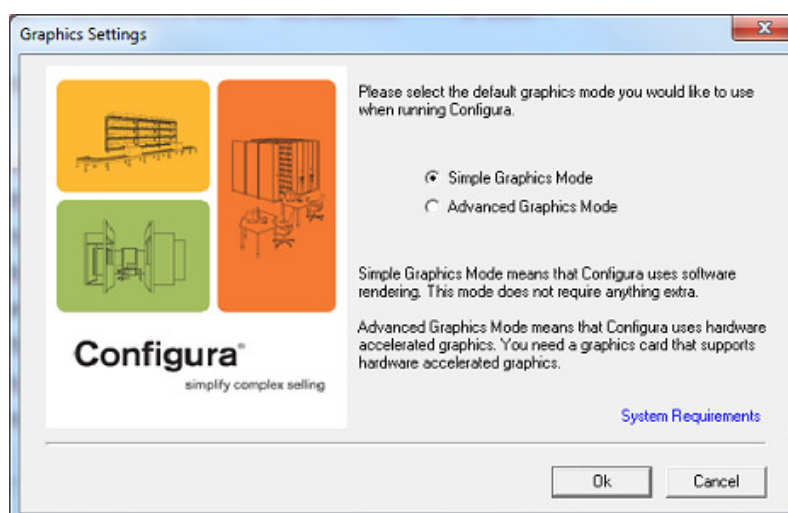 Graphics Settings
Please select the default graphics mode you would like to use
when running Configura.
Simple Graphics Mode
Advanced Graphics Mode
Simple Graphics Mode means that Configura uses software
rendering. This mode does not require anything extra.
Advanced Graphics Mode means that Configura uses hardware
accelerated graphics. You need a graphics card that supports
hardware accelerated graphics.
Configura®
simplify complex selling
System Requirements
Ok
Cancel